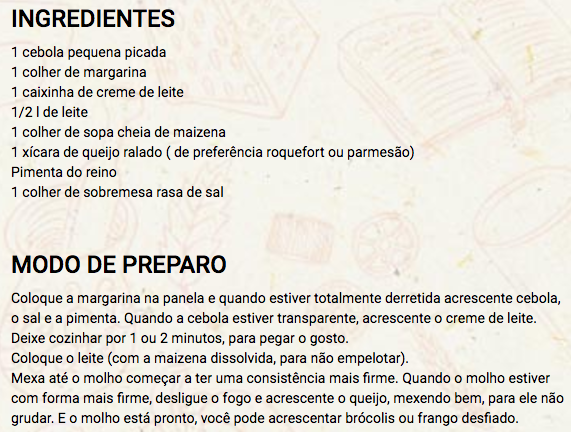 INGREDIENTES
1 cebola pequena picada
1 colher de margarina
1 caixinha de creme de leite
1/2 l de leite
1 colher de sopa cheia de maizena
1 xícara de queijo ralado ( de preferência roquefort ou parmesão)
Pimenta do reino
1 colher de sobremesa rasa de sal
MODO DE PREPARO
Coloque a margarina na panela e quando estiver totalmente derretida acrescente cebola,
o sal e a pimenta. Quando a cebola estiver transparente, acrescente o creme de leite.
Deixe cozinhar por 1 ou 2 minutos, para pegar o gosto.
Coloque o leite (com a maizena dissolvida, para não empelotar).
Mexa até o molho começar a ter uma consistência mais firme. Quando o molho estiver
com forma mais firme, desligue o fogo e acrescente o queijo, mexendo bem, para ele não
grudar. E o molho está pronto, você pode acrescentar brócolis ou frango desfiado.